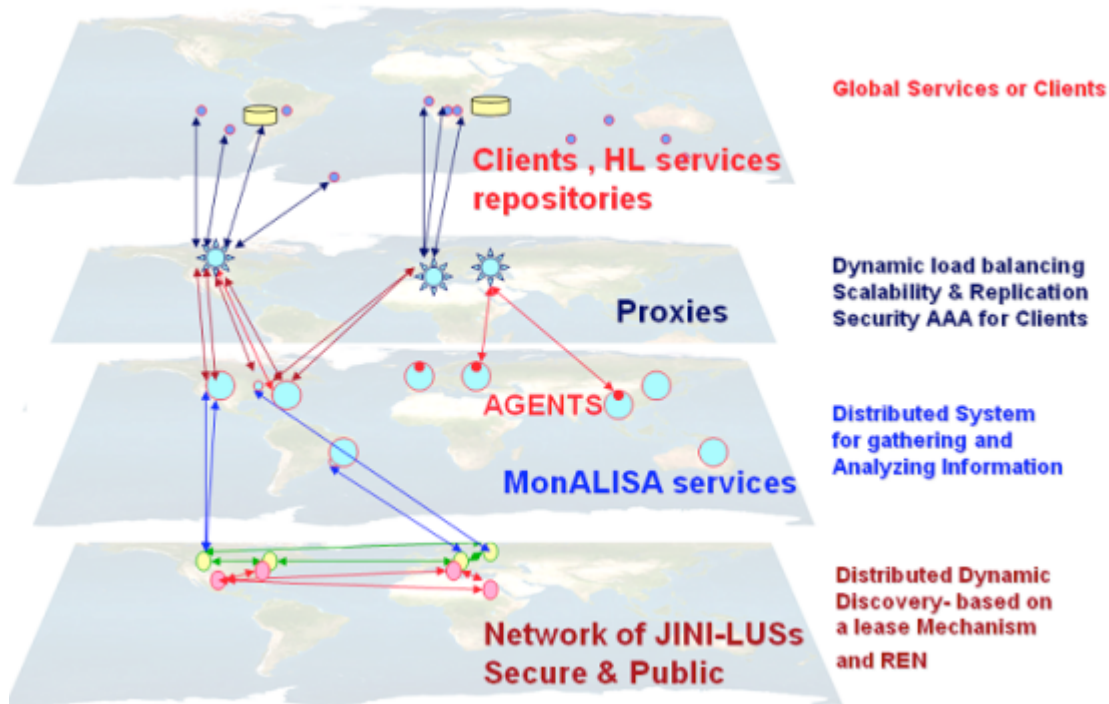 Global Services or Clients
Clients , HL services
repositories
Dynamic load balancing
Scalability & Replication
Security AAA for Clients
Proxies
AGENTS
Distributed System
for gathering and
Analyzing Information
MonALISA services
Distributed Dynamic
Discovery- based on
a lease Mechanism
and REN
Network of JINI-LUSs
Secure & Public